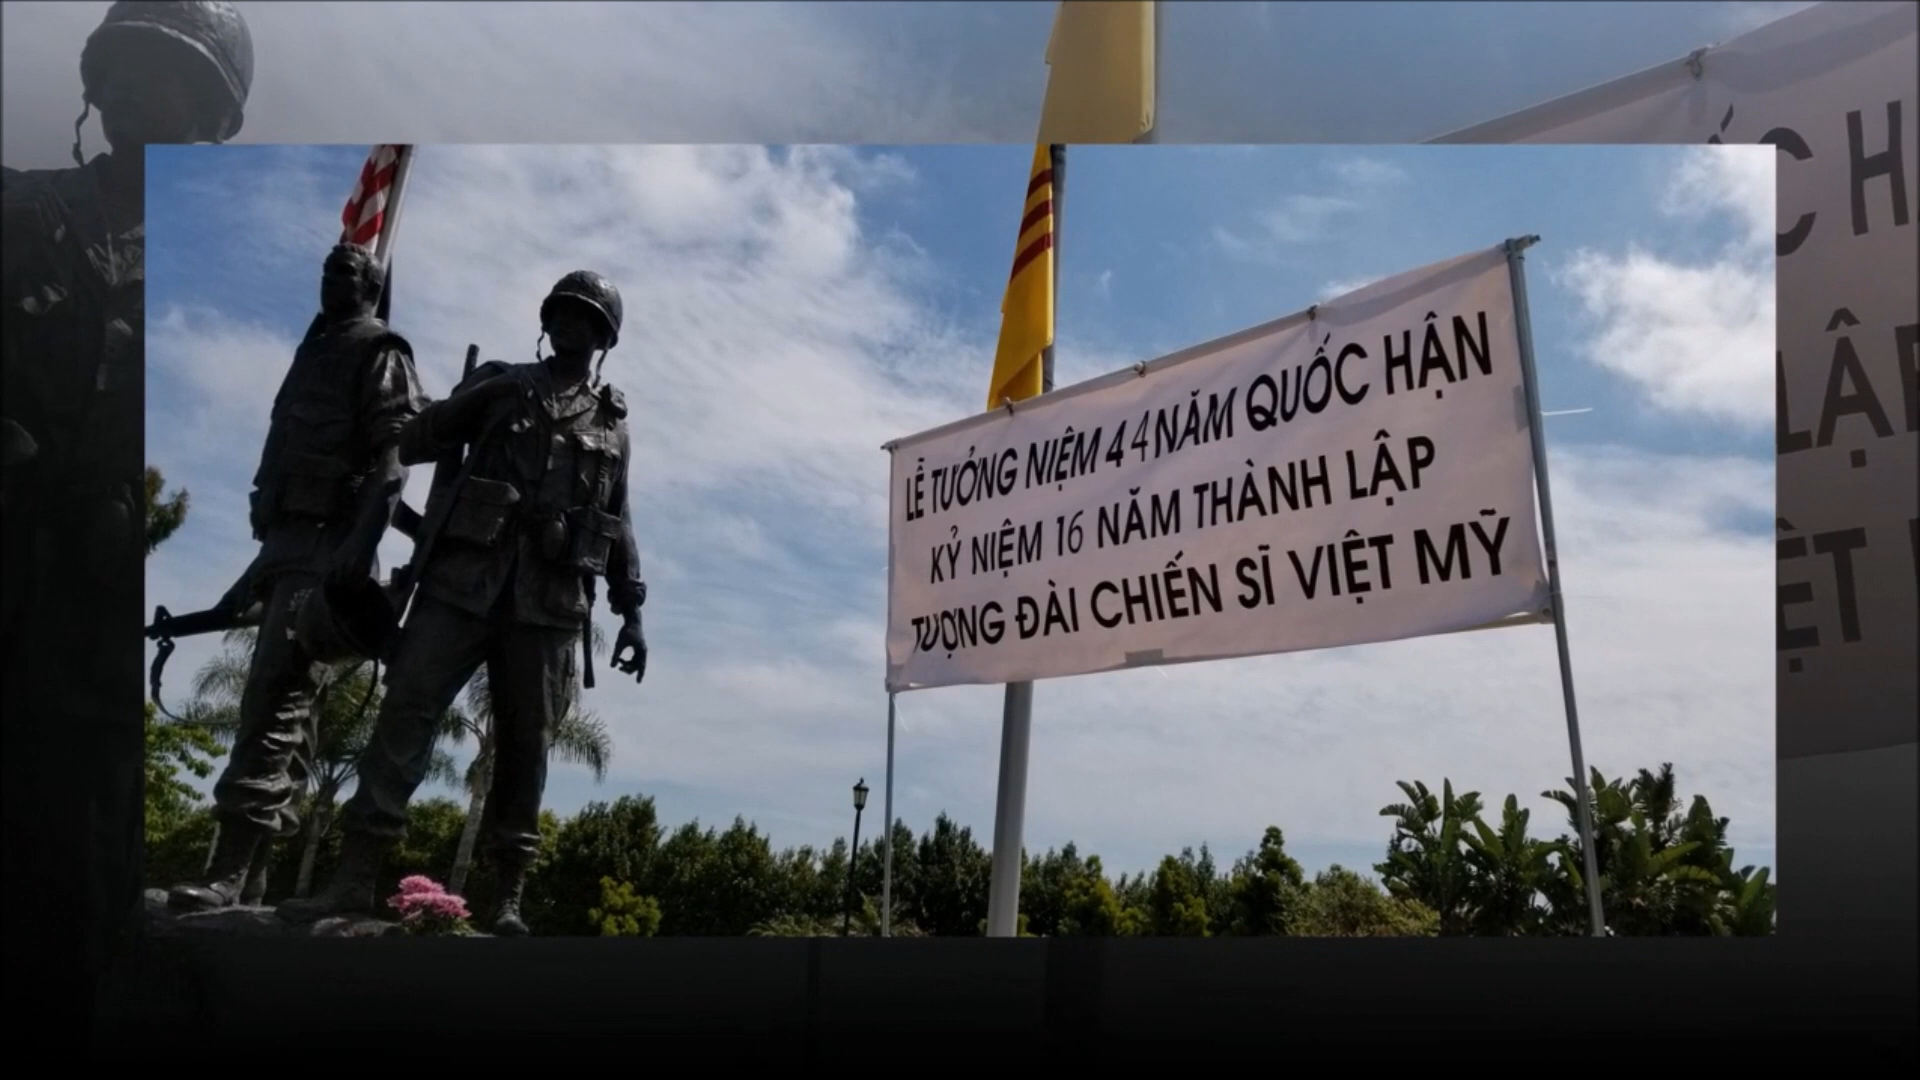 LỄ TƯỞNG NIỆM 44 NĂM QUỐC HẬN
KỶ NIỆM 16 NĂM THÀNH LẬP
TƯỢNG ĐÀI CHIẾN SĨ VIỆT MỸ